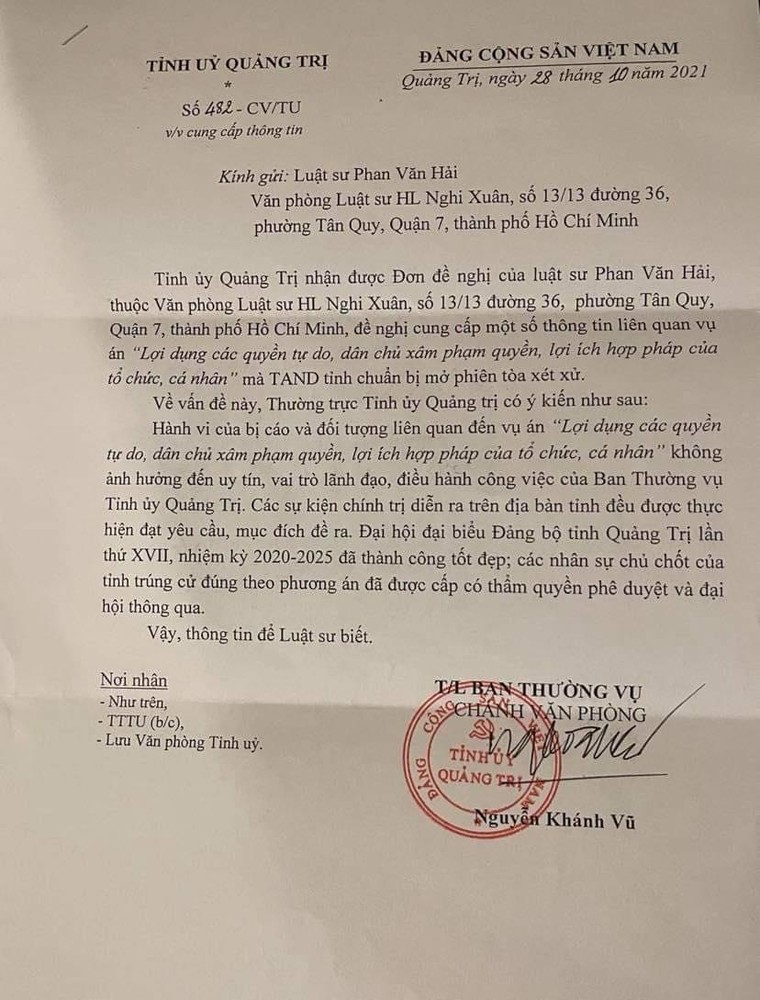 TỈNH UỶ QUẢNG TRỊ
*
Số 482 - CV/TU
v/v cung cấp thông tin
ĐẢNG CỘNG SẢN VIỆT NAM
Quảng Trị, ngày 28 tháng 10 năm 2021
Kính gửi: Luật sư Phan Văn Hải
Văn phòng Luật sư HL Nghi Xuân, số 13/13 đường 36,
phường Tân Quy, Quận 7, thành phố Hồ Chí Minh
Tỉnh ủy Quảng Trị nhận được Đơn đề nghị của luật sư Phan Văn Hải,
thuộc Văn phòng Luật sư HL Nghi Xuân, số 13/13 đường 36, phường Tân Quy,
Quận 7, thành phố Hồ Chí Minh, đề nghị cung cấp một số thông tin liên quan vụ
án “Lợi dụng các quyền tự do, dân chủ xâm phạm quyền, lợi ích hợp pháp của
tổ chức, cá nhân” mà TAND tỉnh chuẩn bị mở phiên tòa xét xử.
Về vấn đề này, Thường trực Tỉnh ủy Quảng trị có ý kiến như sau:
Hành vi của bị cáo và đối tượng liên quan đến vụ án “Lợi dụng các quyền
tự do, dân chủ xâm phạm quyền, lợi ích hợp pháp của tổ chức, cá nhân” không
ảnh hưởng đến uy tín, vai trò lãnh đạo, điều hành công việc của Ban Thường vụ
Tỉnh ủy Quảng Trị. Các sự kiện chính trị diễn ra trên địa bàn tỉnh đều được thực
hiện đạt yêu cầu, mục đích đề ra. Đại hội đại biểu Đảng bộ tỉnh Quảng Trị lần
thứ XVII, nhiệm kỳ 2020-2025 đã thành công tốt đẹp; các nhân sự chủ chốt của
tỉnh trúng cử đúng theo phương án đã được cấp có thẩm quyền phê duyệt và đại
hội thông qua.
Vậy, thông tin để Luật sư biết.
Nơi nhận
- Như trên,
- TTTU (b/c),
- Lưu Văn phòng Tỉnh uỷ.
T/L BAN THƯỜNG VỤ
CHÁNH VĂN PHÒNG
ĐẢNG CỘNG SẢN VIỆT NAM
TỈNH ỦY
QUẢNG TRỊ
Nguyễn Khánh Vũ